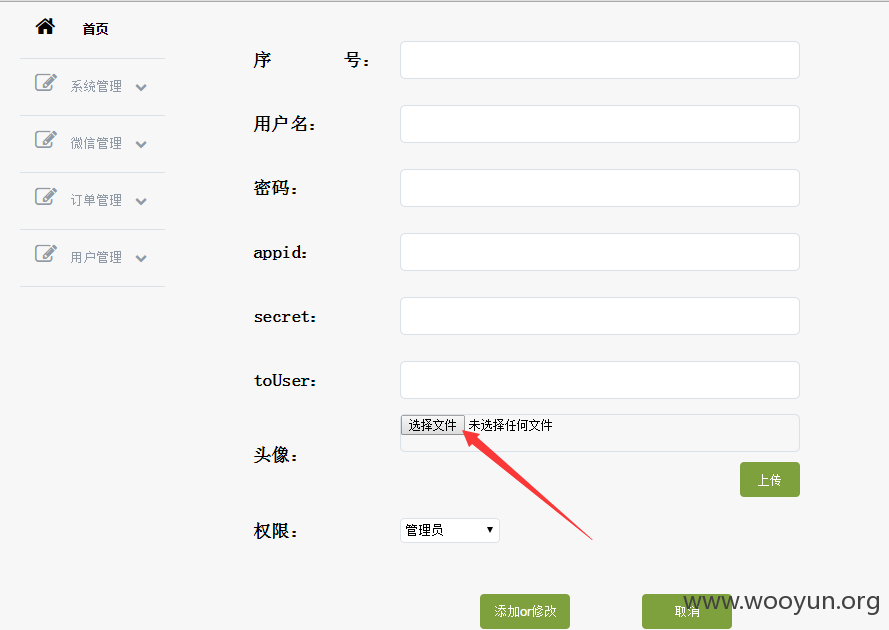 首页
系统管理
微信管理
订单管理
用户管理
序 号：
用户名：
密码：
appid：
secret：
toUser：
头像：
选择文件 未选择任何文件
上传
权限：
管理员
添加or修改
取消
www.wooyun.org